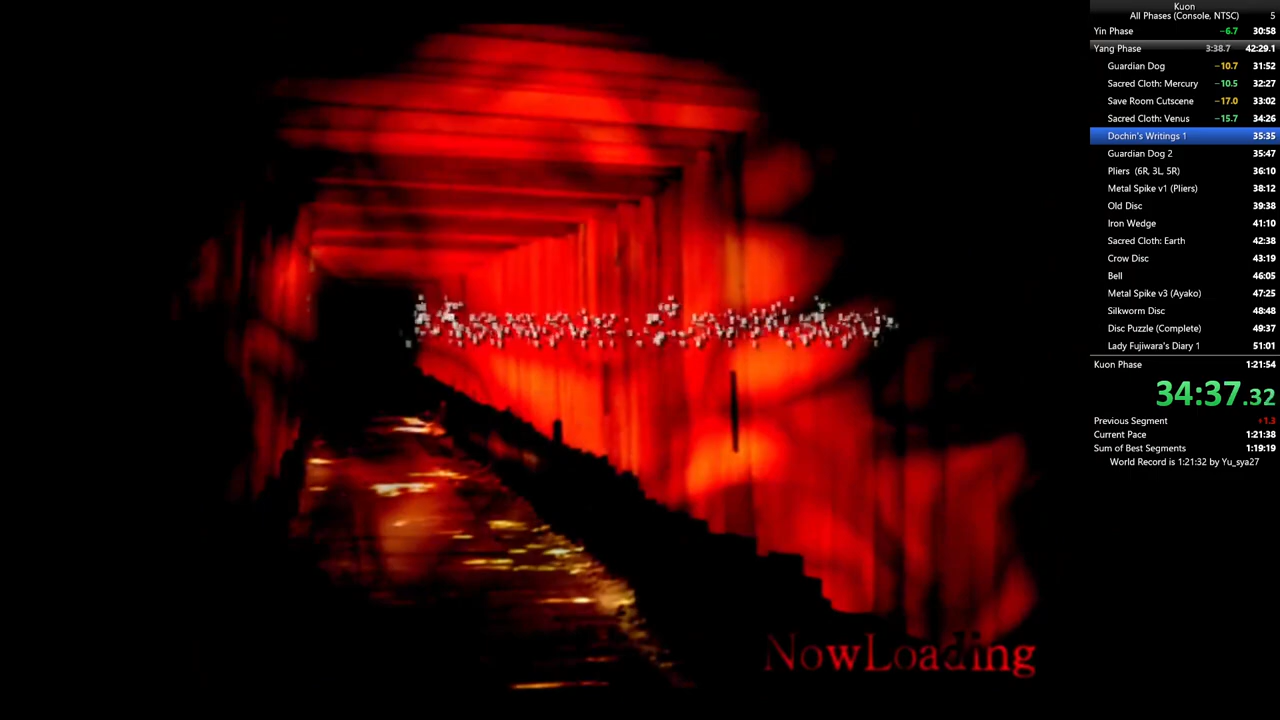 Kuon
All Phases (Console, NTSC) 5
Yin Phase −6.7 30:58
Yang Phase 3:38.7 42:29.1
Guardian Dog −10.7 31:52
Sacred Cloth: Mercury −10.5 32:27
Save Room Cutscene −17.0 33:02
Sacred Cloth: Venus −15.7 34:26
Dochin's Writings 1 35:35
Guardian Dog 2 35:47
Pliers (6R, 3L, 5R) 36:10
Metal Spike v1 (Pliers) 38:12
Old Disc 39:38
Iron Wedge 41:10
Sacred Cloth: Earth 42:38
Crow Disc 43:19
Bell 46:05
Metal Spike v3 (Ayako) 47:25
Silkworm Disc 48:48
Disc Puzzle (Complete) 49:37
Lady Fujiwara's Diary 1 51:01
Kuon Phase 1:21:54
34:37.32
Previous Segment +1.3
Current Pace 1:21:38
Sum of Best Segments 1:19:19
World Record is 1:21:32 by Yu_sya27
NowLoading